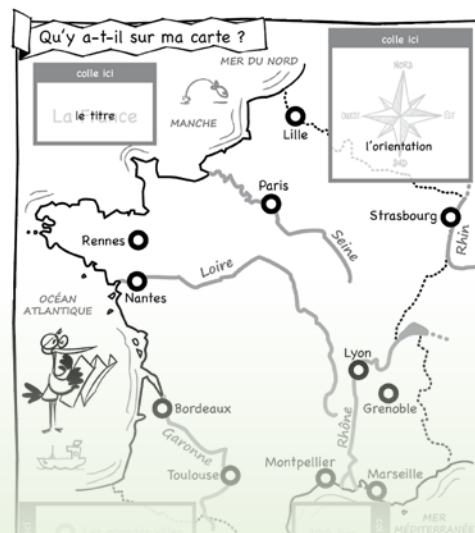 Qu'y a-t-il sur ma carte ?
colle ici
La France
le titre
MER DU NORD
MANCHE
colle ici
NORD
OUEST
EST
l'orientation
SUD
Lille
Paris
Strasbourg
Rhin
Seine
Rennes
Loire
Nantes
OCÉAN
ATLANTIQUE
Lyon
Grenoble
Rhône
Bordeaux
Garonne
Toulouse
Montpellier
Marseille
MER
MÉDITERRANÉE